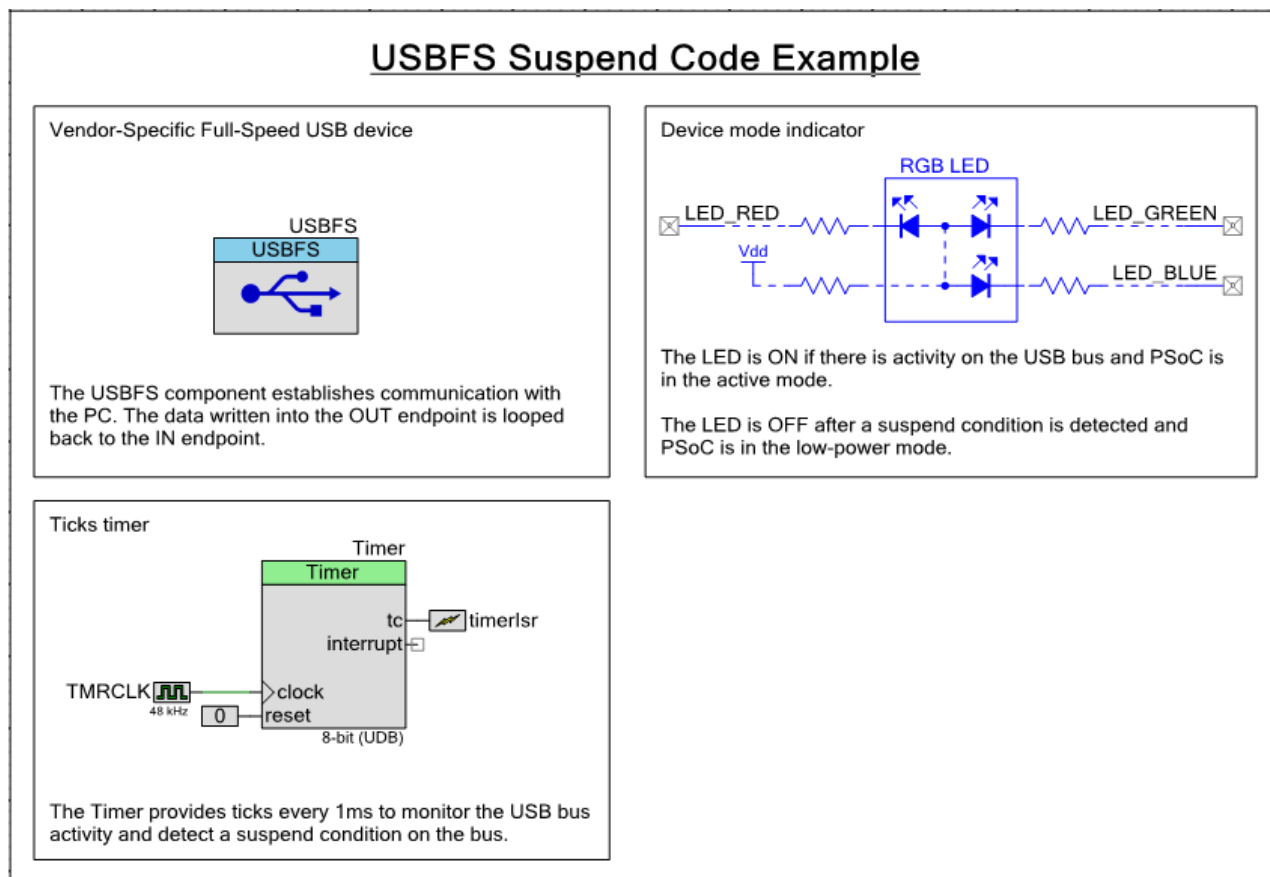 USBFS Suspend Code Example
Vendor-Specific Full-Speed USB device
USBFS
USBFS
The USBFS component establishes communication with
the PC. The data written into the OUT endpoint is looped
back to the IN endpoint.
Device mode indicator
RGB LED
LED_RED
LED_GREEN
Vdd
LED_BLUE
The LED is ON if there is activity on the USB bus and PSoC is
in the active mode.
The LED is OFF after a suspend condition is detected and
PSoC is in the low-power mode.
Ticks timer
Timer
Timer
tc
timerIsr
interrupt
TMRCLK
clock
48 kHz
0
reset
8-bit (UDB)
The Timer provides ticks every 1ms to monitor the USB bus
activity and detect a suspend condition on the bus.